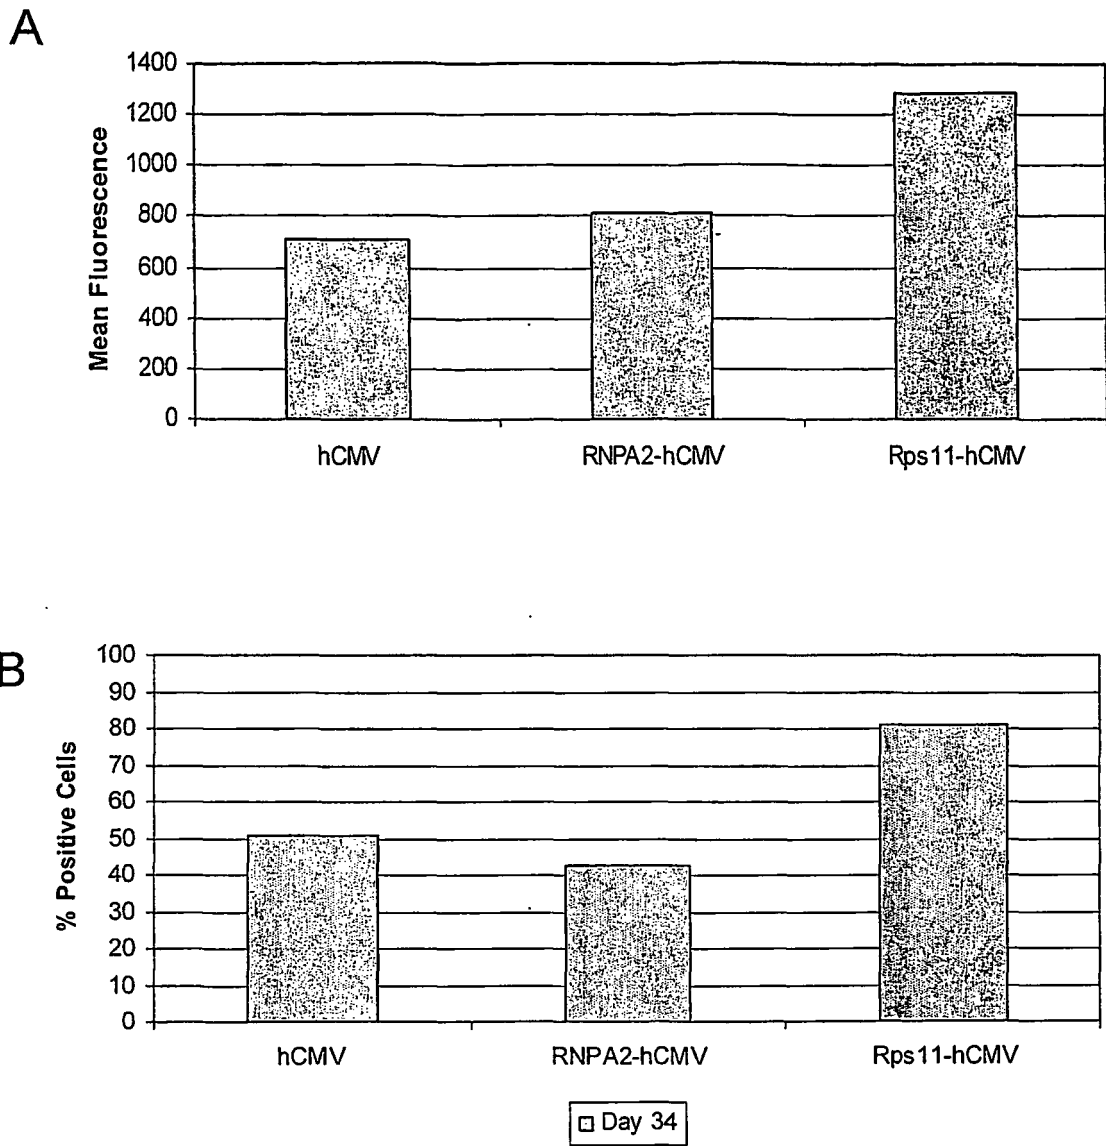 A
1400
1200
1000
800
600
400
200
0
Mean Fluorescence
hCMV RNPA2-hCMV Rps11-hCMV
B
100
90
80
70
60
50
40
30
20
10
0
% Positive Cells
hCMV RNPA2-hCMV Rps11-hCMV
Day 34